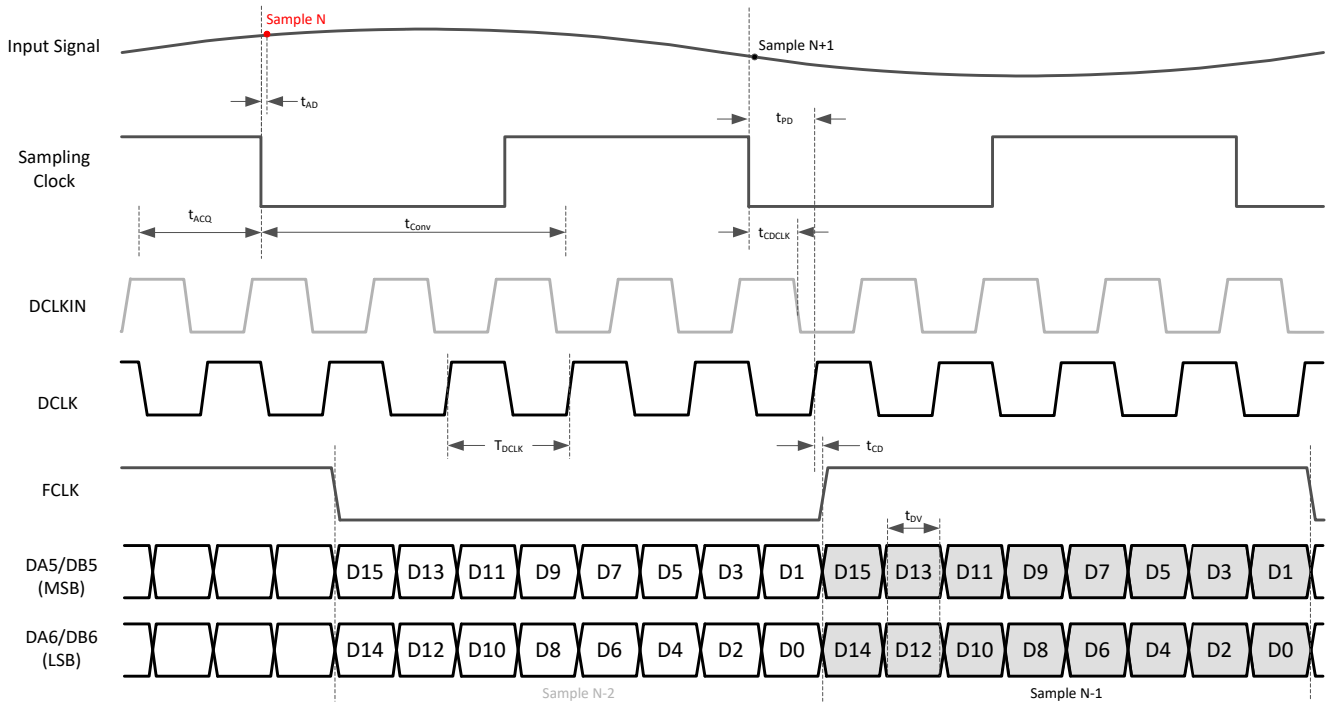 Sample N
Input Signal
Sample N+1
tAD
tPD
Sampling
Clock
tACQ
tConv
tCDCLK
DCLKIN
DCLK
TDCLK
tCD
FCLK
tDV
DA5/DB5
(MSB)
D15 D13 D11 D9 D7 D5 D3 D1 D15 D13 D11 D9 D7 D5 D3 D1
DA6/DB6
(LSB)
D14 D12 D10 D8 D6 D4 D2 D0 D14 D12 D10 D8 D6 D4 D2 D0
Sample N-2
Sample N-1